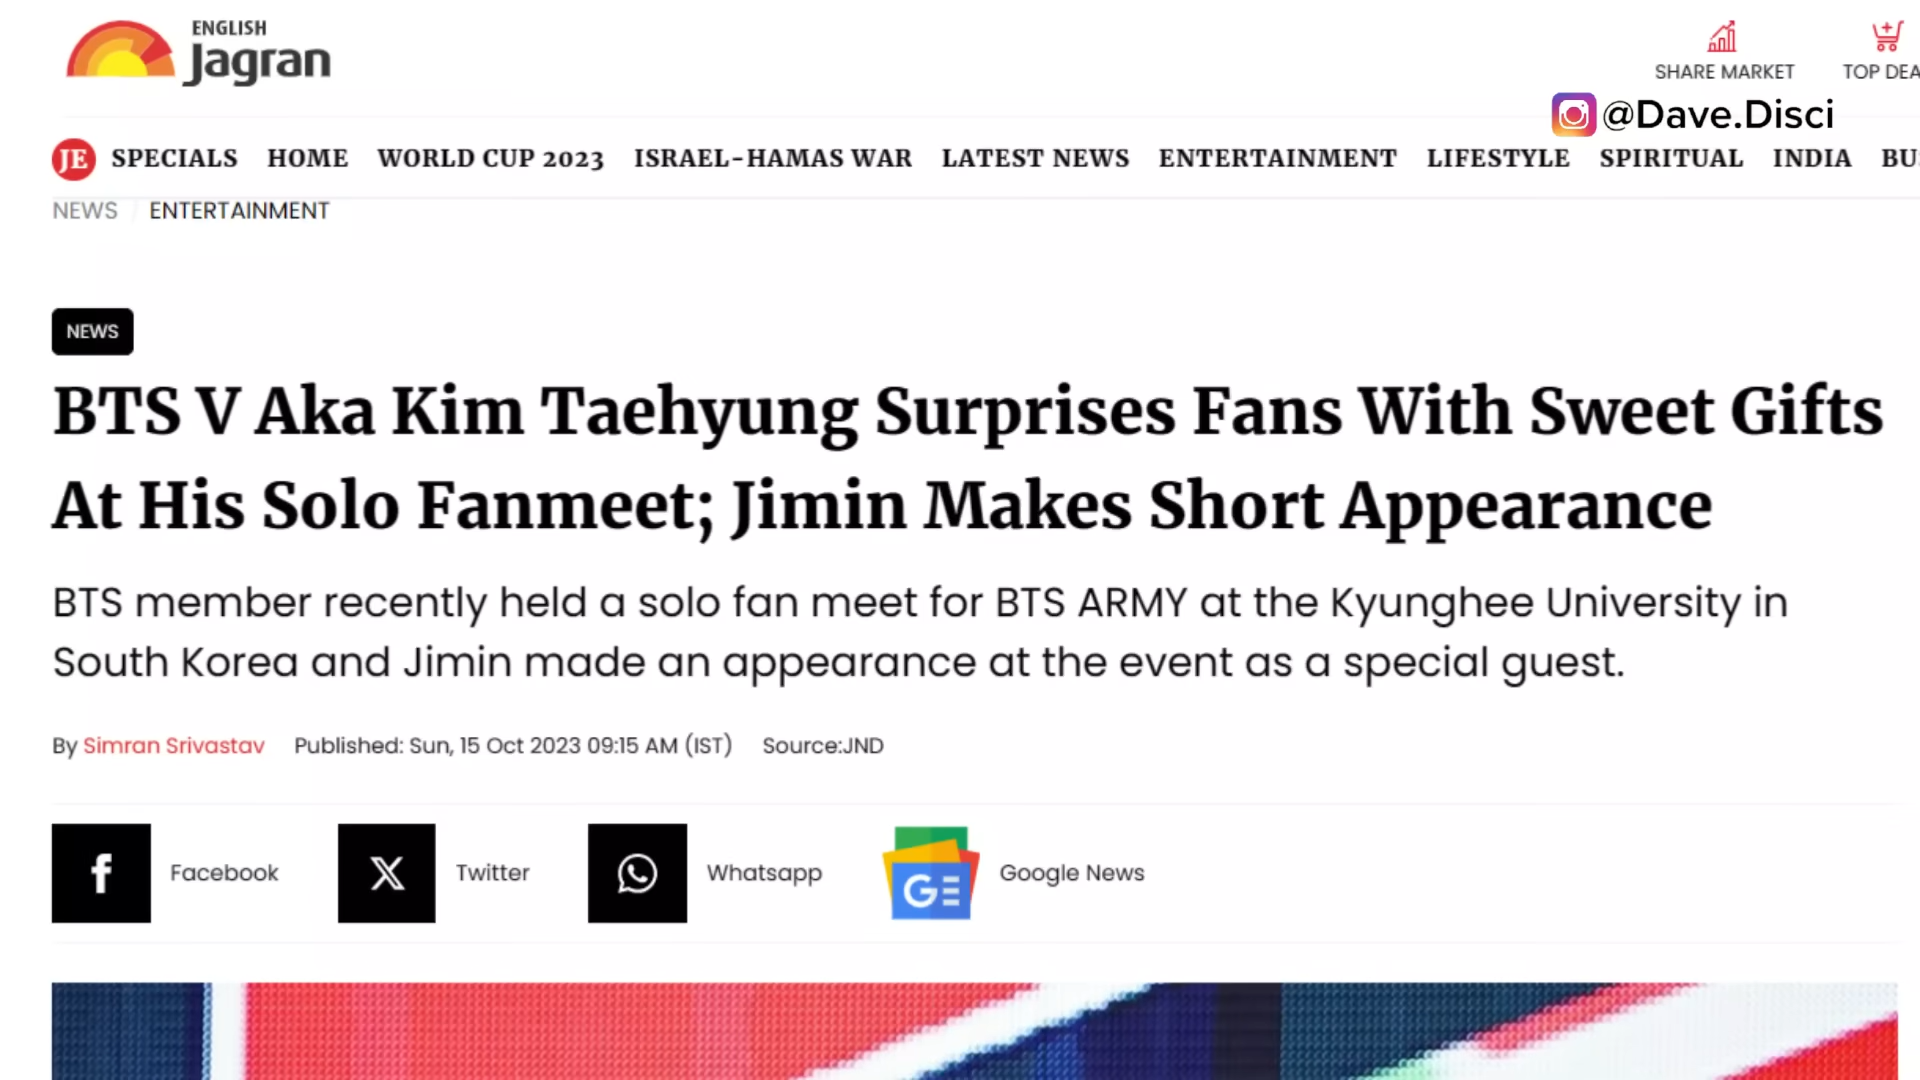 ENGLISH
Jagran
SHARE MARKET
TOP DEA
@Dave.Disci
JE SPECIALS HOME WORLD CUP 2023 ISRAEL-HAMAS WAR LATEST NEWS ENTERTAINMENT LIFESTYLE SPIRITUAL INDIA BU
NEWS / ENTERTAINMENT
NEWS
BTS V Aka Kim Taehyung Surprises Fans With Sweet Gifts
At His Solo Fanmeet; Jimin Makes Short Appearance
BTS member recently held a solo fan meet for BTS ARMY at the Kyunghee University in
South Korea and Jimin made an appearance at the event as a special guest.
By Simran Srivastav Published: Sun, 15 Oct 2023 09:15 AM (IST) Source:JND
Facebook Twitter Whatsapp Google News